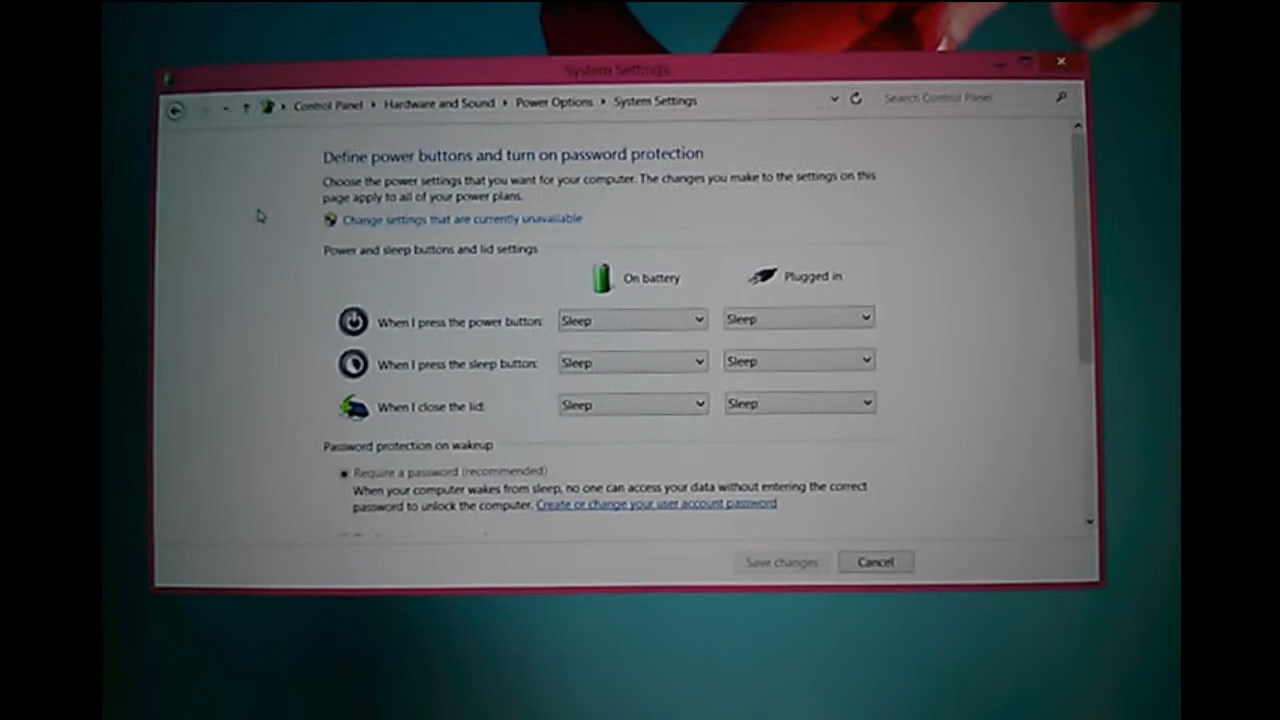 System Settings
Control Panel Hardware and Sound Power Options System Settings Search Control Panel
Define power buttons and turn on password protection
Choose the power settings that you want for your computer. The changes you make to the settings on this
page apply to all of your power plans.
Change settings that are currently unavailable
Power and sleep buttons and lid settings
On battery Plugged in
When I press the power button: Sleep Sleep
When I press the sleep button: Sleep Sleep
When I close the lid: Sleep Sleep
Password protection on wakeup
Require a password (recommended)
When your computer wakes from sleep, no one can access your data without entering the correct
password to unlock the computer. Create or change your user account password
Save changes Cancel